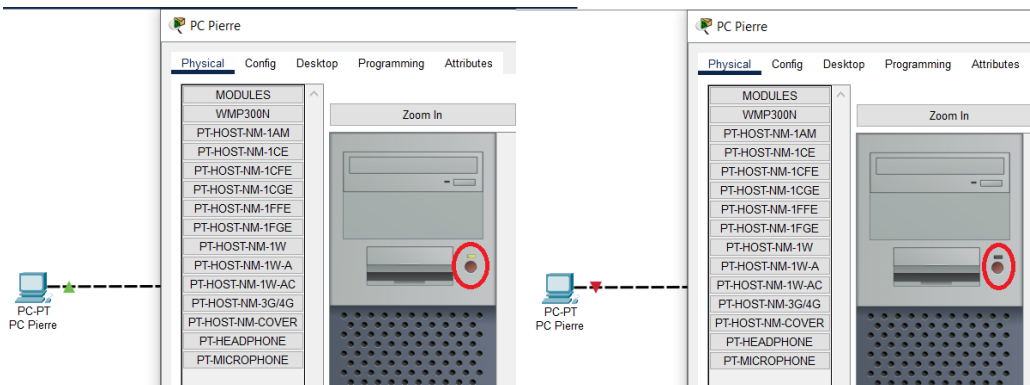 PC Pierre
Physical Config Desktop Programming Attributes
MODULES
WMP300N
PT-HOST-NM-1AM
PT-HOST-NM-1CE
PT-HOST-NM-1CFE
PT-HOST-NM-1CGE
PT-HOST-NM-1FFE
PT-HOST-NM-1FGE
PT-HOST-NM-1W
PT-HOST-NM-1W-A
PT-HOST-NM-1W-AC
PT-HOST-NM-3G/4G
PT-HOST-NM-COVER
PT-HEADPHONE
PT-MICROPHONE
Zoom In
PC-PT
PC Pierre
PC Pierre
Physical Config Desktop Programming Attributes
MODULES
WMP300N
PT-HOST-NM-1AM
PT-HOST-NM-1CE
PT-HOST-NM-1CFE
PT-HOST-NM-1CGE
PT-HOST-NM-1FFE
PT-HOST-NM-1FGE
PT-HOST-NM-1W
PT-HOST-NM-1W-A
PT-HOST-NM-1W-AC
PT-HOST-NM-3G/4G
PT-HOST-NM-COVER
PT-HEADPHONE
PT-MICROPHONE
Zoom In
PC-PT
PC Pierre